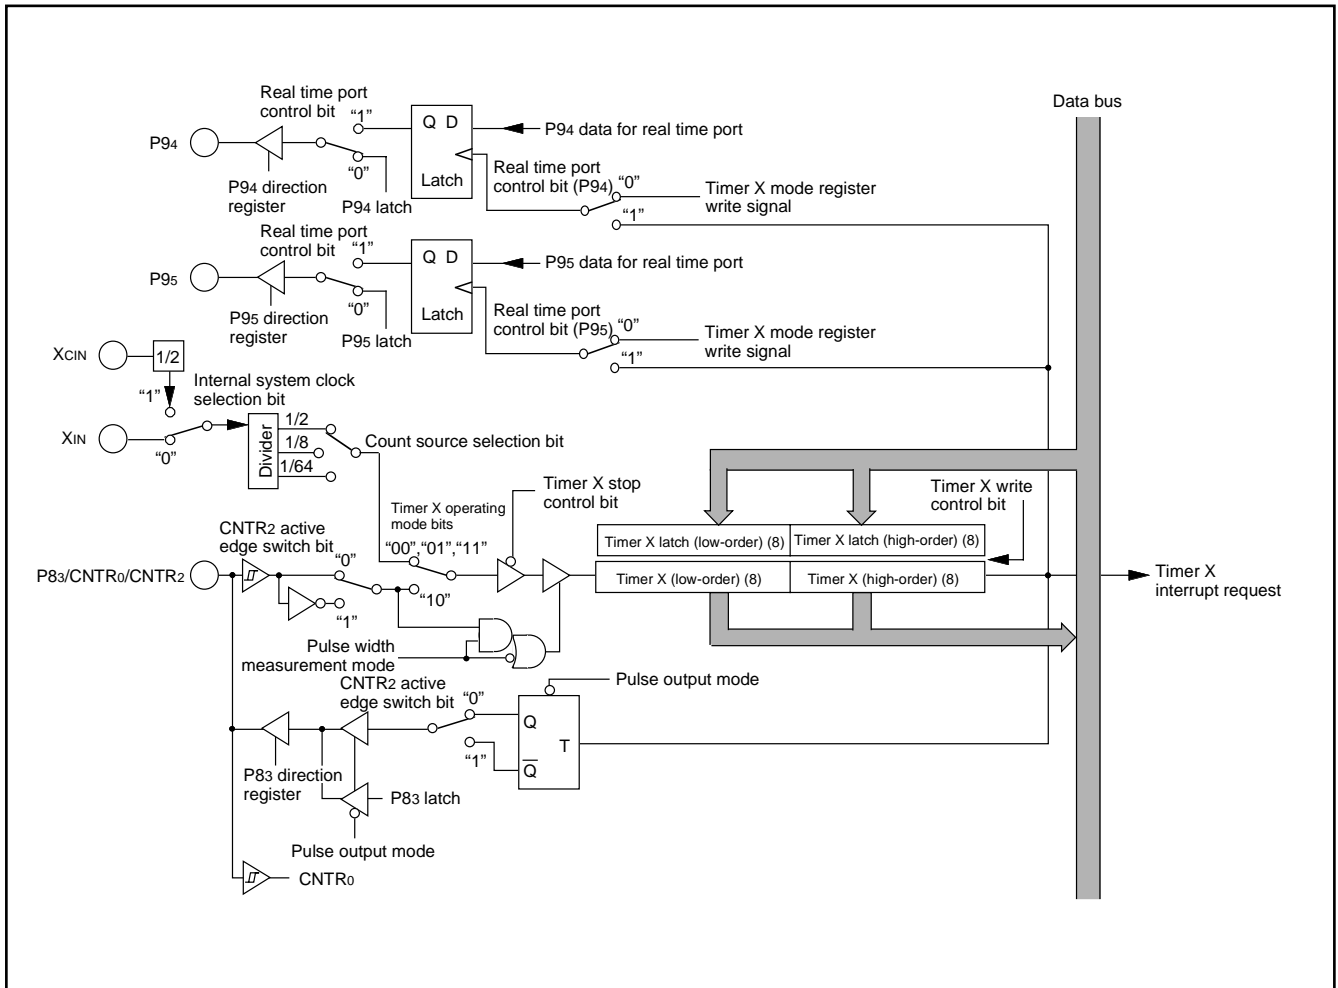 Data bus
Real time port
control bit
“1”
P94
Q D
P94 data for real time port
“0”
P94 direction
register
P94 latch
Latch
Real time port
control bit (P94)
“0”
Timer X mode register
write signal
“1”
Real time port
control bit
“1”
P95
Q D
P95 data for real time port
“0”
P95 direction
register
P95 latch
Latch
Real time port
control bit (P95)
“0”
Timer X mode register
write signal
“1”
XCIN
1/2
“1”
Internal system clock
selection bit
XIN
“0”
Divider
1/2
1/8
1/64
Count source selection bit
Timer X stop
control bit
Timer X write
control bit
Timer X operating
mode bits
“00”,“01”,“11”
CNTR2 active
edge switch bit
“0”
P83/CNTR0/CNTR2
“1”
“10”
Timer X latch (low-order) (8)
Timer X latch (high-order) (8)
Timer X (low-order) (8)
Timer X (high-order) (8)
Timer X
interrupt request
Pulse width
measurement mode
CNTR2 active
edge switch bit
“0”
Pulse output mode
Q
T
“1”
Q
P83 direction
register
P83 latch
Pulse output mode
CNTR0